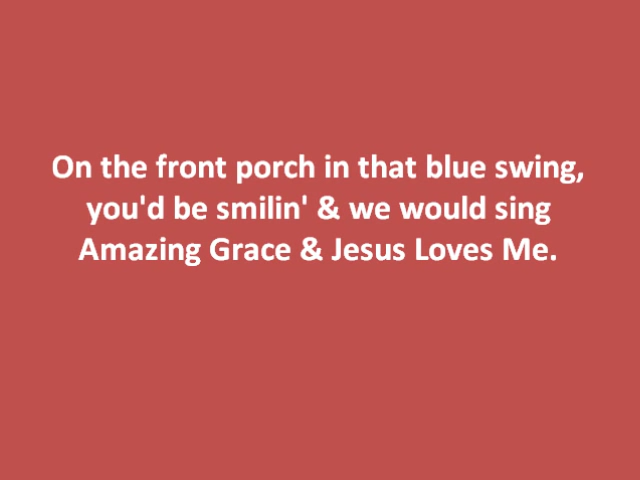 On the front porch in that blue swing,
you'd be smilin' & we would sing
Amazing Grace & Jesus Loves Me.